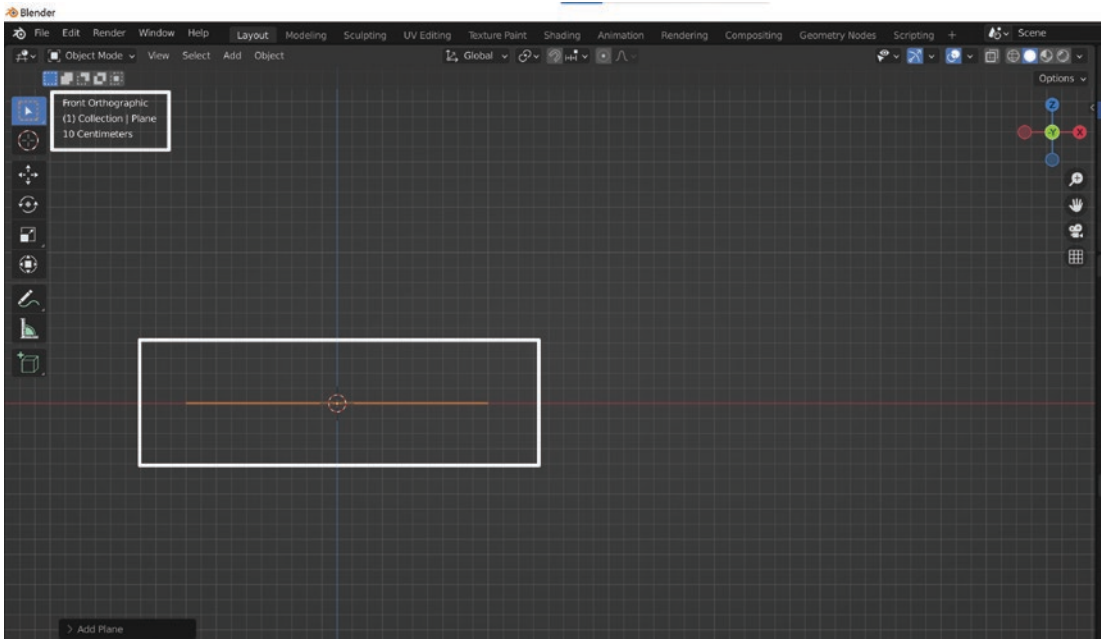 Blender
File Edit Render Window Help Layout Modeling Sculpting UV Editing Texture Paint Shading Animation Rendering Compositing Geometry Nodes Scripting + Scene
Object Mode View Select Add Object Global
Options
Front Orthographic
(1) Collection | Plane
10 Centimeters
Z
-Y X
> Add Plane